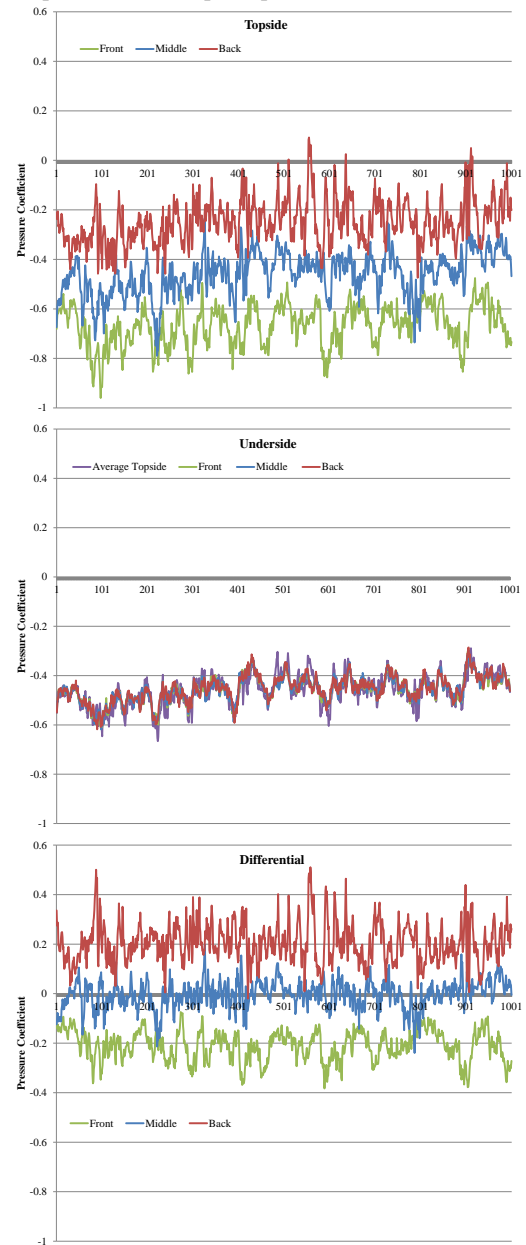 Topside
Front Middle Back
Pressure Coefficient
0.6
0.4
0.2
0
-0.2
-0.4
-0.6
-0.8
-1
1 101 201 301 401 501 601 701 801 901 1001
Underside
Average Topside Front Middle Back
Pressure Coefficient
0.6
0.4
0.2
0
-0.2
-0.4
-0.6
-0.8
-1
1 101 201 301 401 501 601 701 801 901 1001
Differential
Pressure Coefficient
0.6
0.4
0.2
0
-0.2
-0.4
-0.6
-0.8
-1
1 101 201 301 401 501 601 701 801 901 1001
Front Middle Back